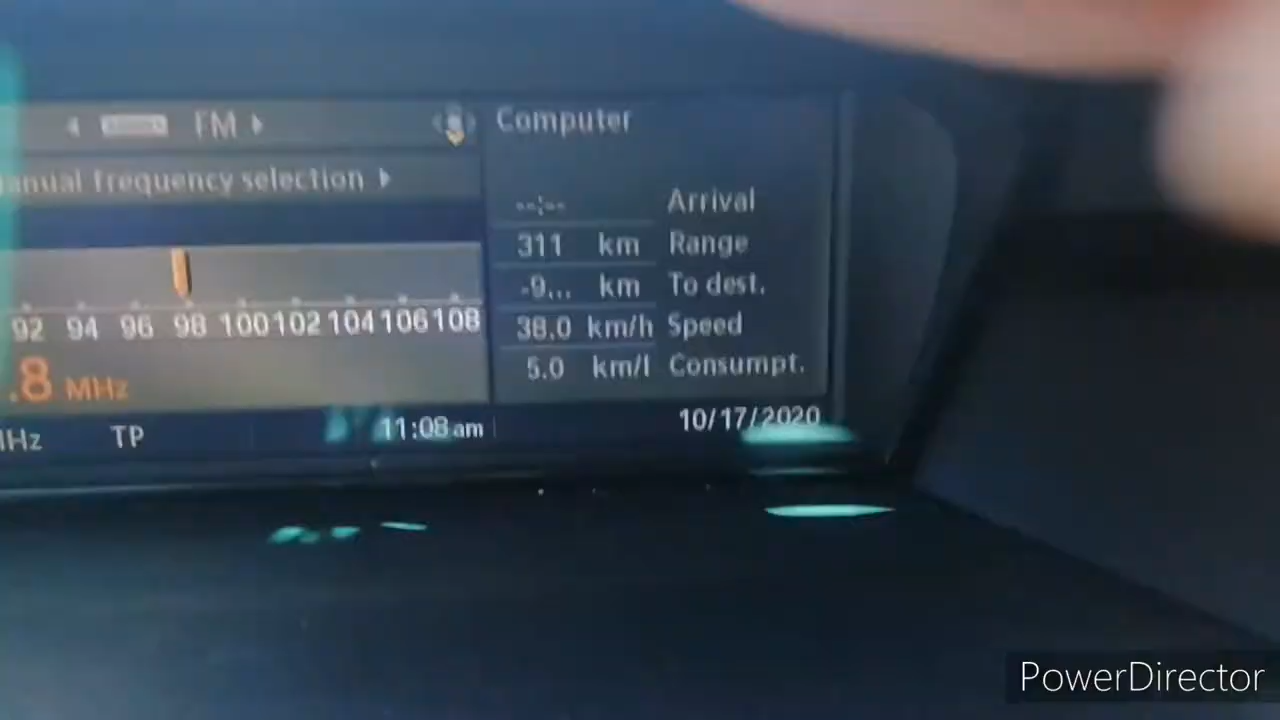 FM
Computer
anual frequency selection
--:-- Arrival
311 km Range
-9... km To dest.
38.0 km/h Speed
5.0 km/l Consumpt.
92 94 96 98 100 102 104 106 108
.8 MHz
MHz TP 11:08 am 10/17/2020
PowerDirector